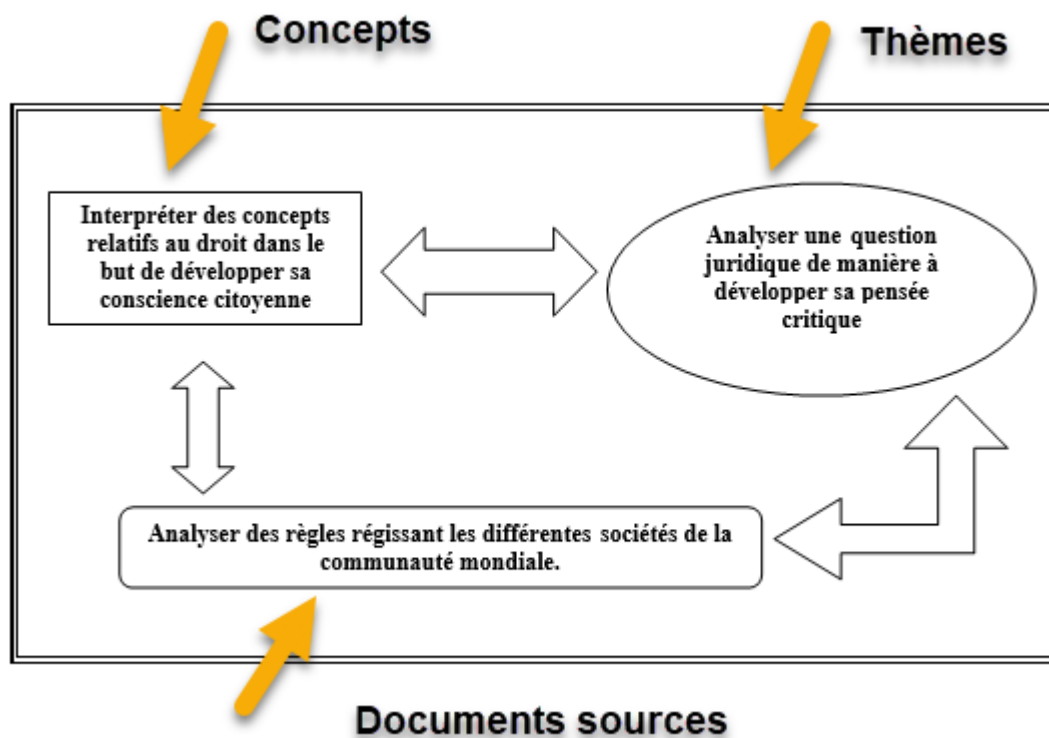 Concepts
Thèmes
Interpréter des concepts
relatifs au droit dans le
but de développer sa
conscience citoyenne
Analyser une question
juridique de manière à
développer sa pensée
critique
Analyser des règles régissant les différentes sociétés de la
communauté mondiale.
Documents sources